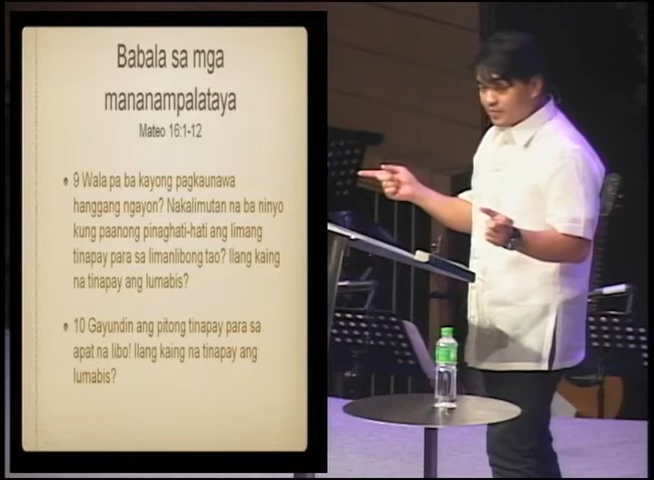 Babala sa mga
mananampalataya
Mateo 16:1-12
• 9 Wala pa ba kayong pagkaunawa
hanggang ngayon? Nakalimutan na ba ninyo
kung paanong pinaghati-hati ang limang
tinapay para sa limanlibong tao? Ilang kaing
na tinapay ang lumabis?
• 10 Gayundin ang pitong tinapay para sa
apat na libo! Ilang kaing na tinapay ang
lumabis?